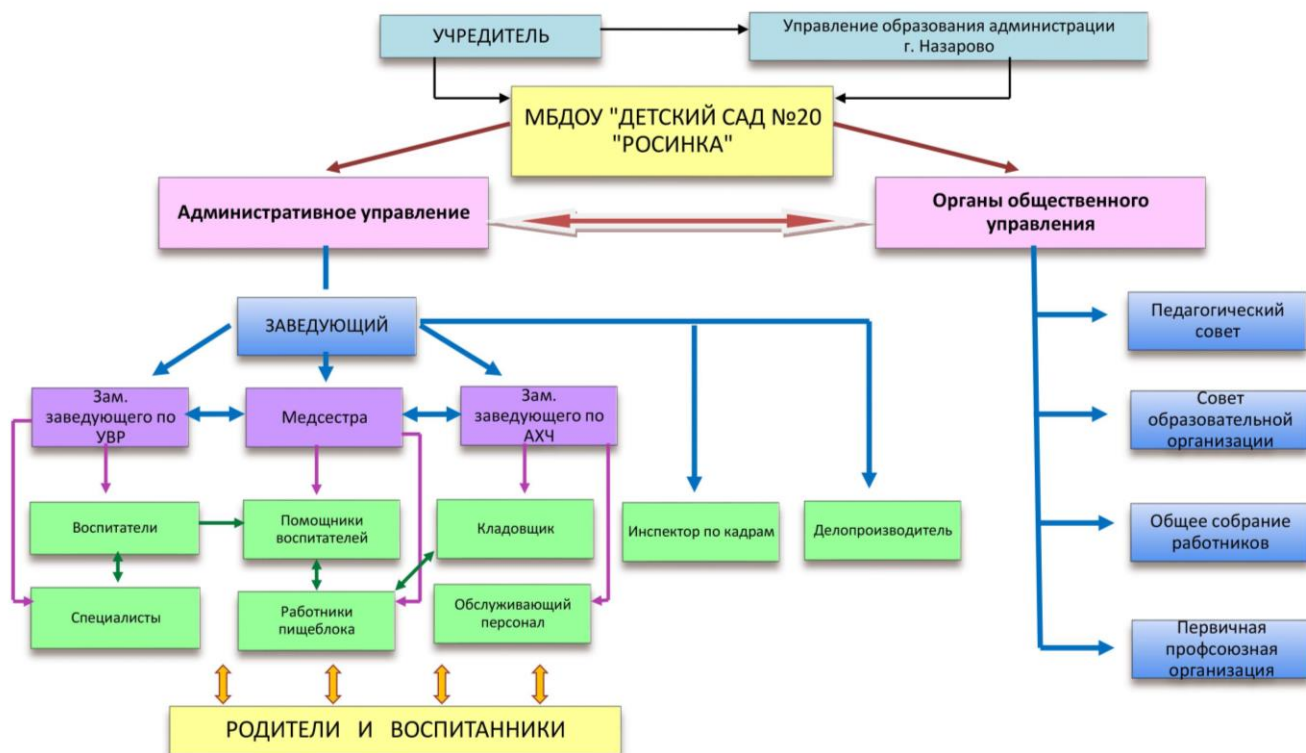 УЧРЕДИТЕЛЬ
Управление образования администрации
г. Назарово
МБДОУ "ДЕТСКИЙ САД №20
"РОСИНКА"
Административное управление
Органы общественного
управления
ЗАВЕДУЮЩИЙ
Педагогический
совет
Зам.
заведующего по
УВР
Медсестра
Зам.
заведующего по
АХЧ
Совет
образовательной
организации
Воспитатели
Помощники
воспитателей
Кладовщик
Инспектор по кадрам
Делопроизводитель
Общее собрание
работников
Специалисты
Работники
пищеблока
Обслуживающий
персонал
Первичная
профсоюзная
организация
РОДИТЕЛИ И ВОСПИТАННИКИ